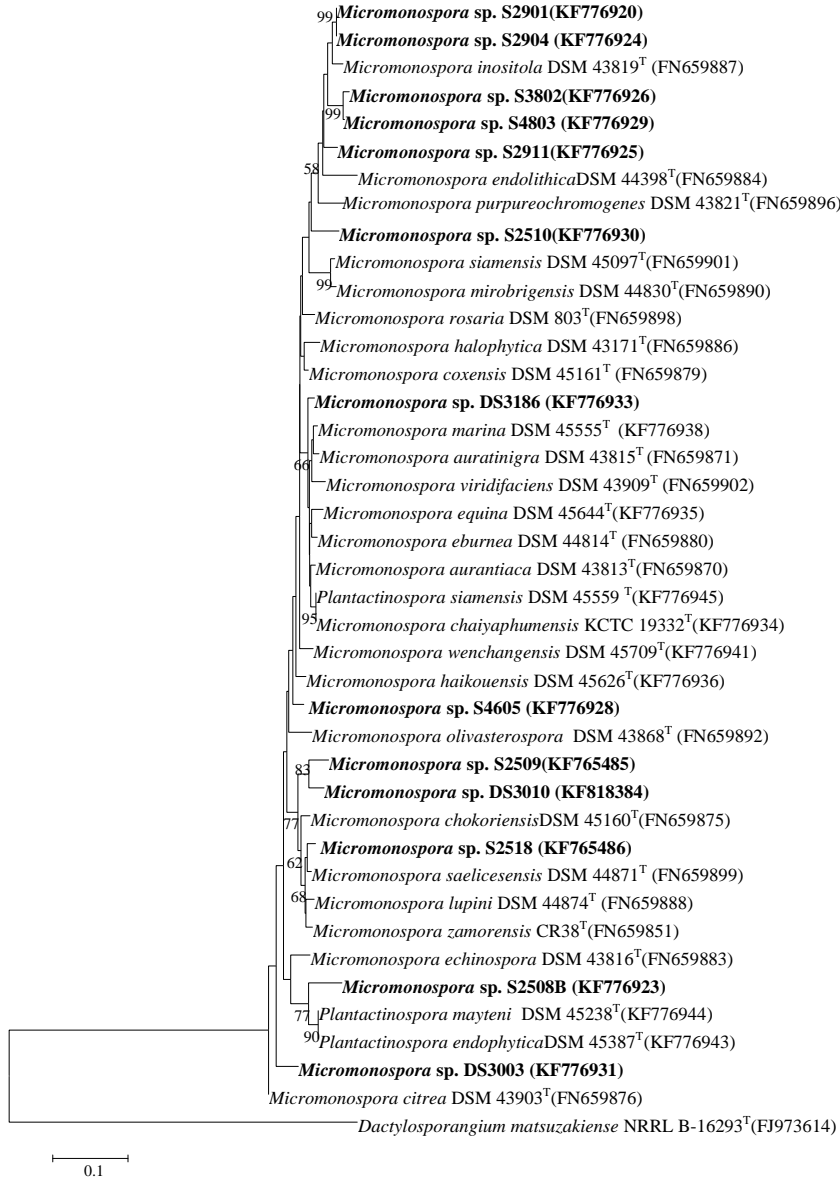 99
Micromonospora sp. S2901(KF776920)
Micromonospora sp. S2904 (KF776924)
Micromonospora inositola DSM 43819T (FN659887)
Micromonospora sp. S3802(KF776926)
99
Micromonospora sp. S4803 (KF776929)
Micromonospora sp. S2911(KF776925)
58
Micromonospora endolithicaDSM 44398T(FN659884)
Micromonospora purpureochromogenes DSM 43821T(FN659896)
Micromonospora sp. S2510(KF776930)
Micromonospora siamensis DSM 45097T(FN659901)
99
Micromonospora mirobrigensis DSM 44830T(FN659890)
Micromonospora rosaria DSM 803T(FN659898)
Micromonospora halophytica DSM 43171T(FN659886)
Micromonospora coxensis DSM 45161T(FN659879)
Micromonospora sp. DS3186 (KF776933)
Micromonospora marina DSM 45555T (KF776938)
Micromonospora auratinigra DSM 43815T(FN659871)
66
Micromonospora viridifaciens DSM 43909T (FN659902)
Micromonospora equina DSM 45644T(KF776935)
Micromonospora eburnea DSM 44814T (FN659880)
Micromonospora aurantiaca DSM 43813T(FN659870)
Plantactinospora siamensis DSM 45559 T(KF776945)
95
Micromonospora chaiyaphumensis KCTC 19332T(KF776934)
Micromonospora wenchangensis DSM 45709T(KF776941)
Micromonospora haikouensis DSM 45626T(KF776936)
Micromonospora sp. S4605 (KF776928)
Micromonospora olivasterospora DSM 43868T (FN659892)
83
Micromonospora sp. S2509(KF765485)
Micromonospora sp. DS3010 (KF818384)
77
Micromonospora chokoriensisDSM 45160T(FN659875)
Micromonospora sp. S2518 (KF765486)
62
Micromonospora saelicesensis DSM 44871T (FN659899)
68
Micromonospora lupini DSM 44874T (FN659888)
Micromonospora zamorensis CR38T(FN659851)
Micromonospora echinospora DSM 43816T(FN659883)
Micromonospora sp. S2508B (KF776923)
77
Plantactinospora mayteni DSM 45238T(KF776944)
90
Plantactinospora endophyticaDSM 45387T(KF776943)
Micromonospora sp. DS3003 (KF776931)
Micromonospora citrea DSM 43903T(FN659876)
Dactylosporangium matsuzakiense NRRL B-16293T(FJ973614)
0.1